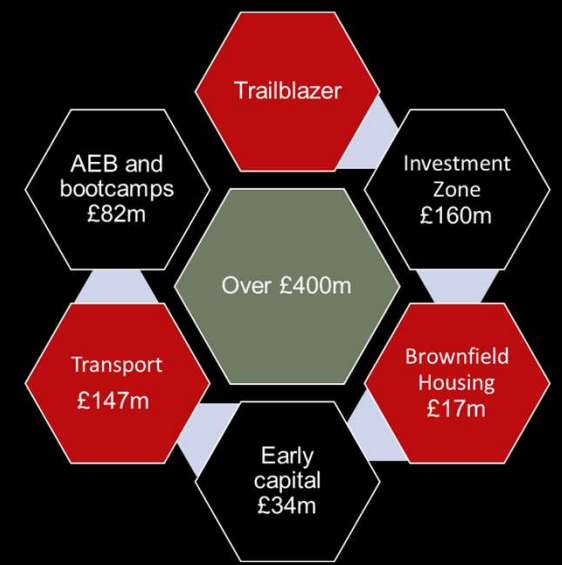 Trailblazer
Investment
Zone
£160m
Brownfield
Housing
£17m
Early
capital
£34m
Transport
£147m
AEB and
bootcamps
£82m
Over £400m